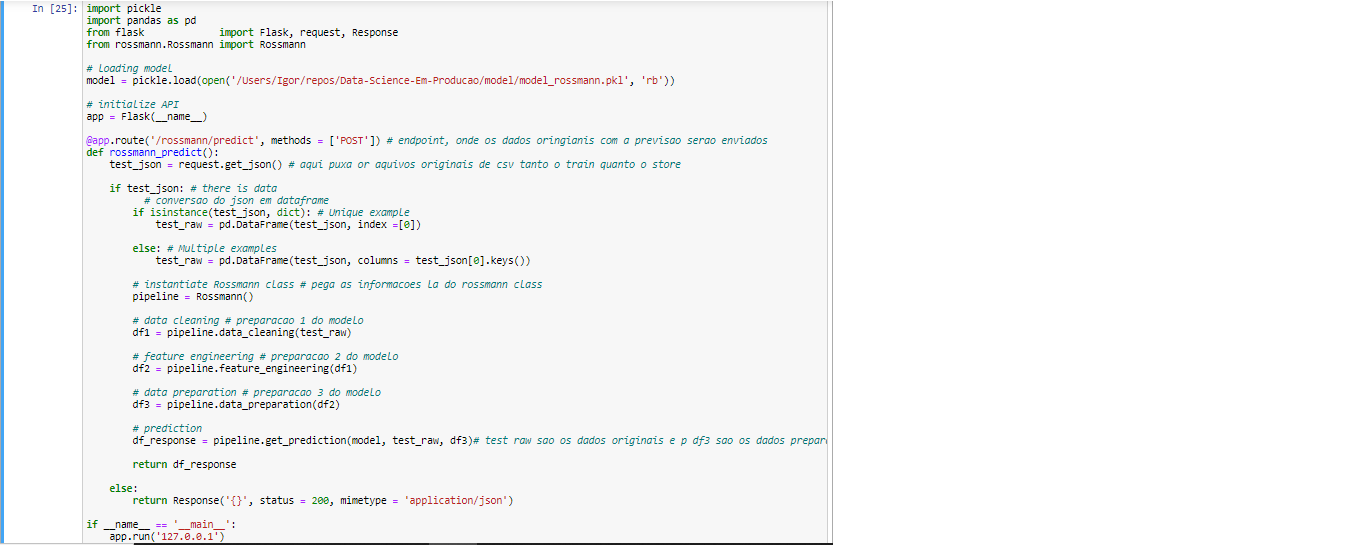 In [25]: import pickle
import pandas as pd
from flask import Flask, request, Response
from rossmann.Rossmann import Rossmann
# Loading model
model = pickle.load(open('/Users/Igor/repos/Data-Science-Em-Producao/model/model_rossmann.pkl', 'rb'))
# initialize API
app = Flask(__name__)
@app.route('/rossmann/predict', methods = ['POST']) # endpoint, onde os dados oringianis com a previsao serao enviados
def rossmann_predict():
test_json = request.get_json() # aqui puxa or aquivos originais de csv tanto o train quanto o store
if test_json: # there is data
# conversao do json em dataframe
if isinstance(test_json, dict): # Unique example
test_raw = pd.DataFrame(test_json, index =[0])
else: # Multiple examples
test_raw = pd.DataFrame(test_json, columns = test_json[0].keys())
# instantiate Rossmann class # pega as informacoes la do rossmann class
pipeline = Rossmann()
# data cleaning # preparacao 1 do modelo
df1 = pipeline.data_cleaning(test_raw)
# feature engineering # preparacao 2 do modelo
df2 = pipeline.feature_engineering(df1)
# data preparation # preparacao 3 do modelo
df3 = pipeline.data_preparation(df2)
# prediction
df_response = pipeline.get_prediction(model, test_raw, df3)# test raw sao os dados originais e p df3 sao os dados
return df_response
else:
return Response('{}', status = 200, mimetype = 'application/json')
if __name__ == '__main__':
app.run('127.0.0.1')